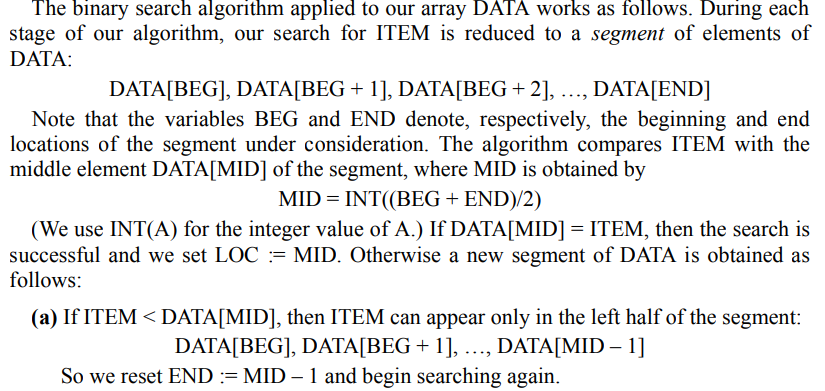 The binary search algorithm applied to our array DATA works as follows. During each
stage of our algorithm, our search for ITEM is reduced to a segment of elements of
DATA:
DATA[BEG], DATA[BEG + 1], DATA[BEG + 2], …, DATA[END]
Note that the variables BEG and END denote, respectively, the beginning and end
locations of the segment under consideration. The algorithm compares ITEM with the
middle element DATA[MID] of the segment, where MID is obtained by
MID = INT((BEG + END)/2)
(We use INT(A) for the integer value of A.) If DATA[MID] = ITEM, then the search is
successful and we set LOC := MID. Otherwise a new segment of DATA is obtained as
follows:
(a) If ITEM < DATA[MID], then ITEM can appear only in the left half of the segment:
DATA[BEG], DATA[BEG + 1], …, DATA[MID – 1]
So we reset END := MID – 1 and begin searching again.